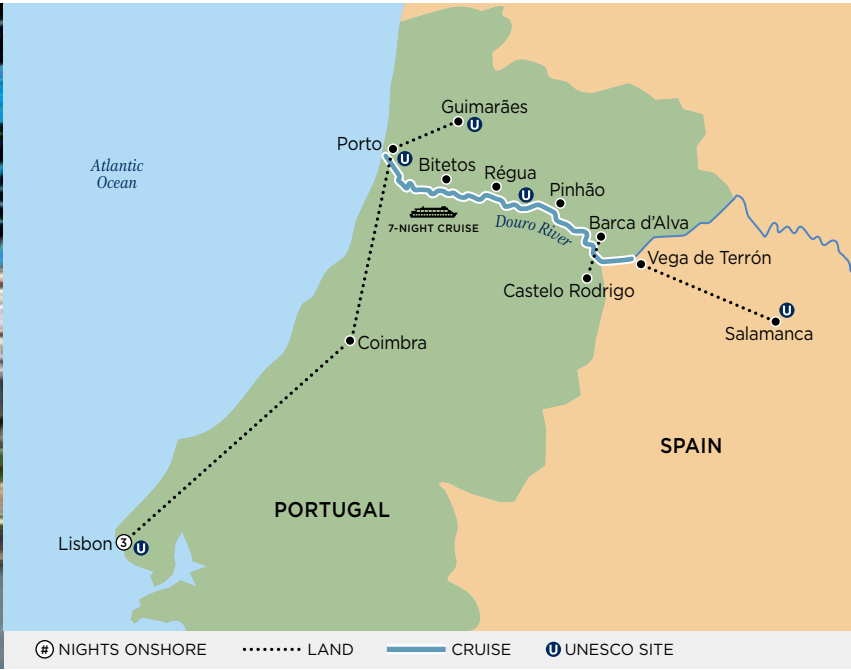 Guimarães
U
Porto
U
Bitetos
Régua
U
Pinhão
Atlantic
Ocean
7-NIGHT CRUISE
Douro River
Barca d’Alva
Vega de Terrón
Castelo Rodrigo
U
Salamanca
Coimbra
SPAIN
PORTUGAL
Lisbon 3 U
# NIGHTS ONSHORE LAND CRUISE U UNESCO SITE